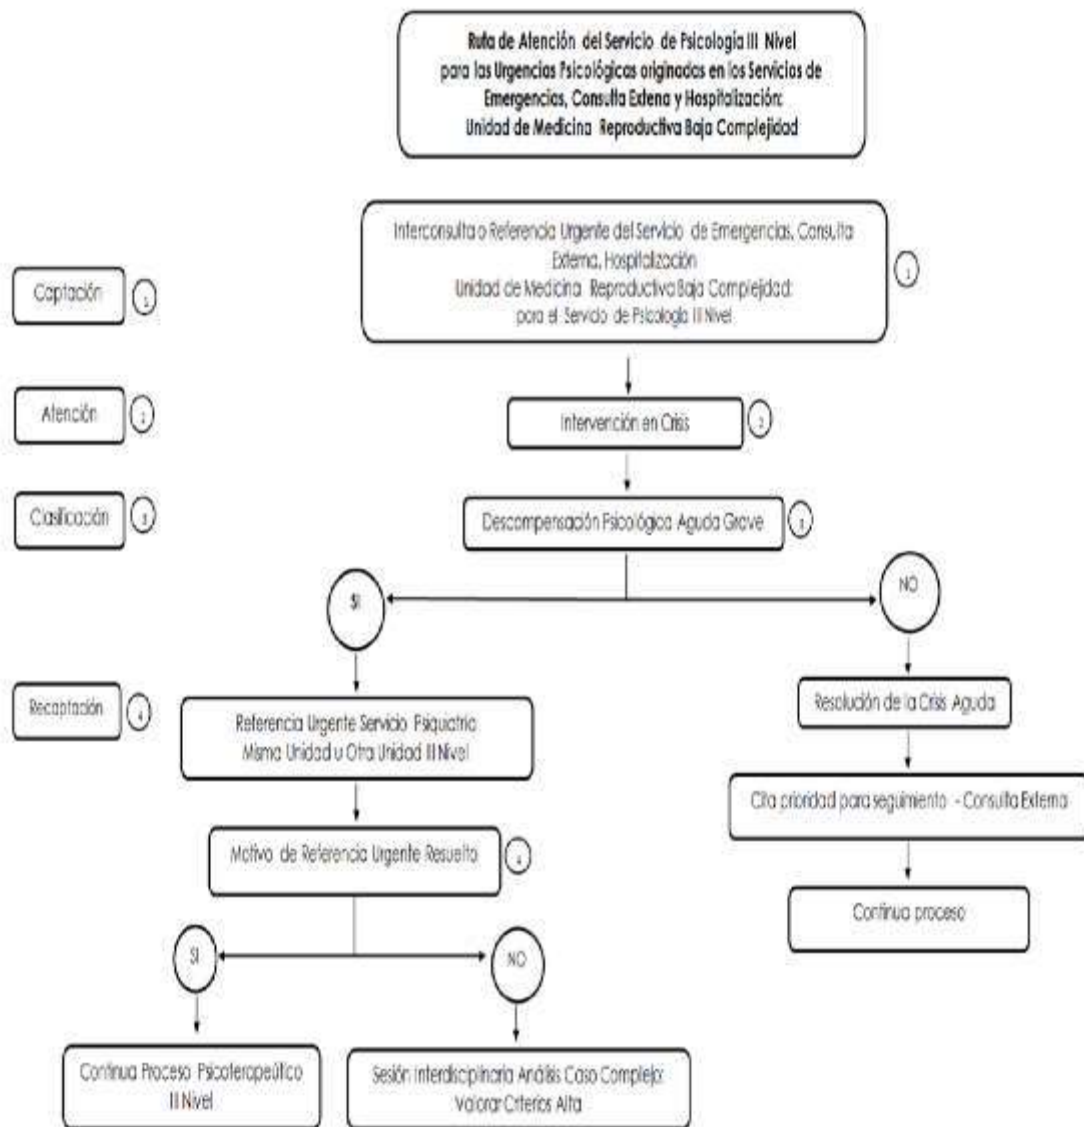 Ruta de Atención del Servicio de Psicología III Nivel
para las Urgencias Psicológicas originadas en los Servicios de
Emergencias, Consulta Externa y Hospitalización:
Unidad de Medicina Reproductiva Baja Complejidad
Interconsulta o Referencia Urgente del Servicio de Emergencias, Consulta
Externa, Hospitalización
Unidad de Medicina Reproductiva Baja Complejidad:
para el Servicio de Psicología III Nivel
1
Captación
1
Atención
2
Intervención en Crisis
2
Clasificación
3
Descompensación Psicológica Aguda Grave
3
SI
NO
Recaptación
4
Referencia Urgente Servicio Psiquiatria
Misma Unidad u Otra Unidad III Nivel
Resolución de la Crisis Aguda
Cita prioridad para seguimiento - Consulta Externa
Motivo de Referencia Urgente Resuelto
4
Continua proceso
SI
NO
Continua Proceso Psicoterapeútico
III Nivel
Sesión Interdisciplinaria Análisis Caso Complejo:
Valorar Criterios Alta